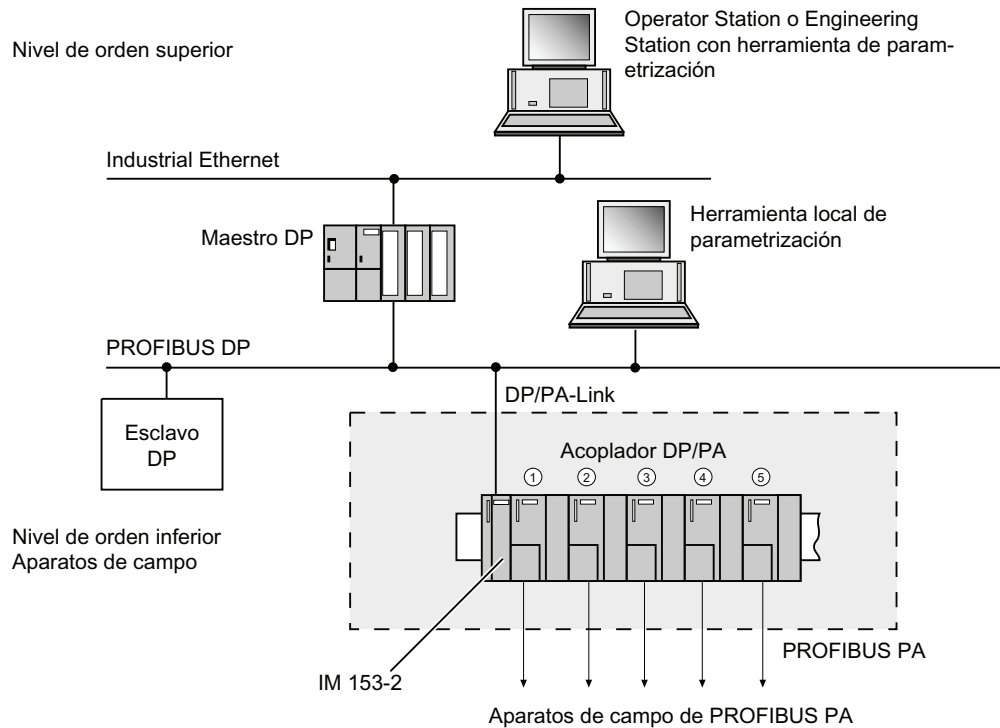 Operator Station o Engineering
Station con herramienta de param-
etrización
Nivel de orden superior
Industrial Ethernet
Maestro DP
Herramienta local de
parametrización
PROFIBUS DP
DP/PA-Link
Esclavo
DP
Acoplador DP/PA
1 2 3 4 5
Nivel de orden inferior
Aparatos de campo
PROFIBUS PA
IM 153-2
Aparatos de campo de PROFIBUS PA